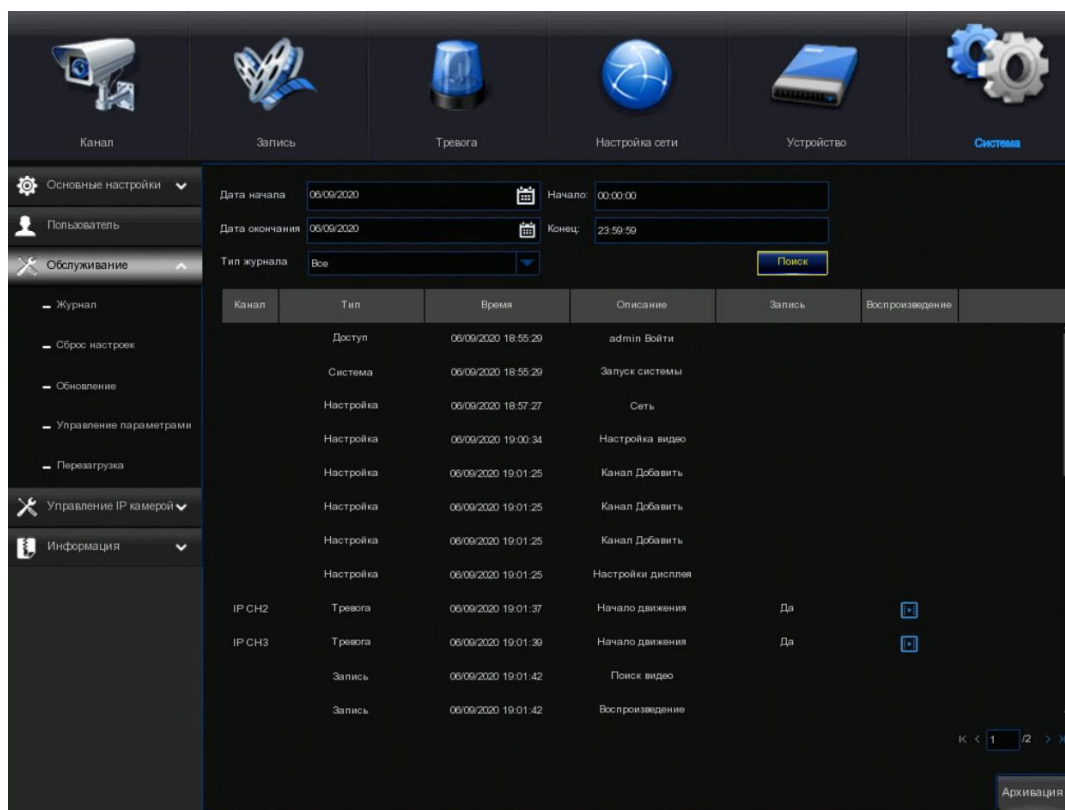 Канал Запись Тревога Настройка сети Устройство Система
Основные настройки
Пользователь
Обслуживание
Журнал
Сброс настроек
Обновление
Управление параметрами
Перезагрузка
Управление IP камерой
Информация
Дата начала 06/09/2020 Начало: 00:00:00
Дата окончания 06/09/2020 Конец: 23:59:59
Тип журнала Все Поиск
Канал Тип Время Описание Запись Воспроизведение
Доступ 06/09/2020 18:55:29 admin Войти
Система 06/09/2020 18:55:29 Запуск системы
Настройка 06/09/2020 18:57:27 Сеть
Настройка 06/09/2020 19:00:34 Настройка видео
Настройка 06/09/2020 19:01:25 Канал Добавить
Настройка 06/09/2020 19:01:25 Канал Добавить
Настройка 06/09/2020 19:01:25 Канал Добавить
Настройка 06/09/2020 19:01:25 Настройки дисплея
IP CH2 Тревога 06/09/2020 19:01:37 Начало движения Да
IP CH3 Тревога 06/09/2020 19:01:39 Начало движения Да
Запись 06/09/2020 19:01:42 Поиск видео
Запись 06/09/2020 19:01:42 Воспроизведение
1 /2
Архивация